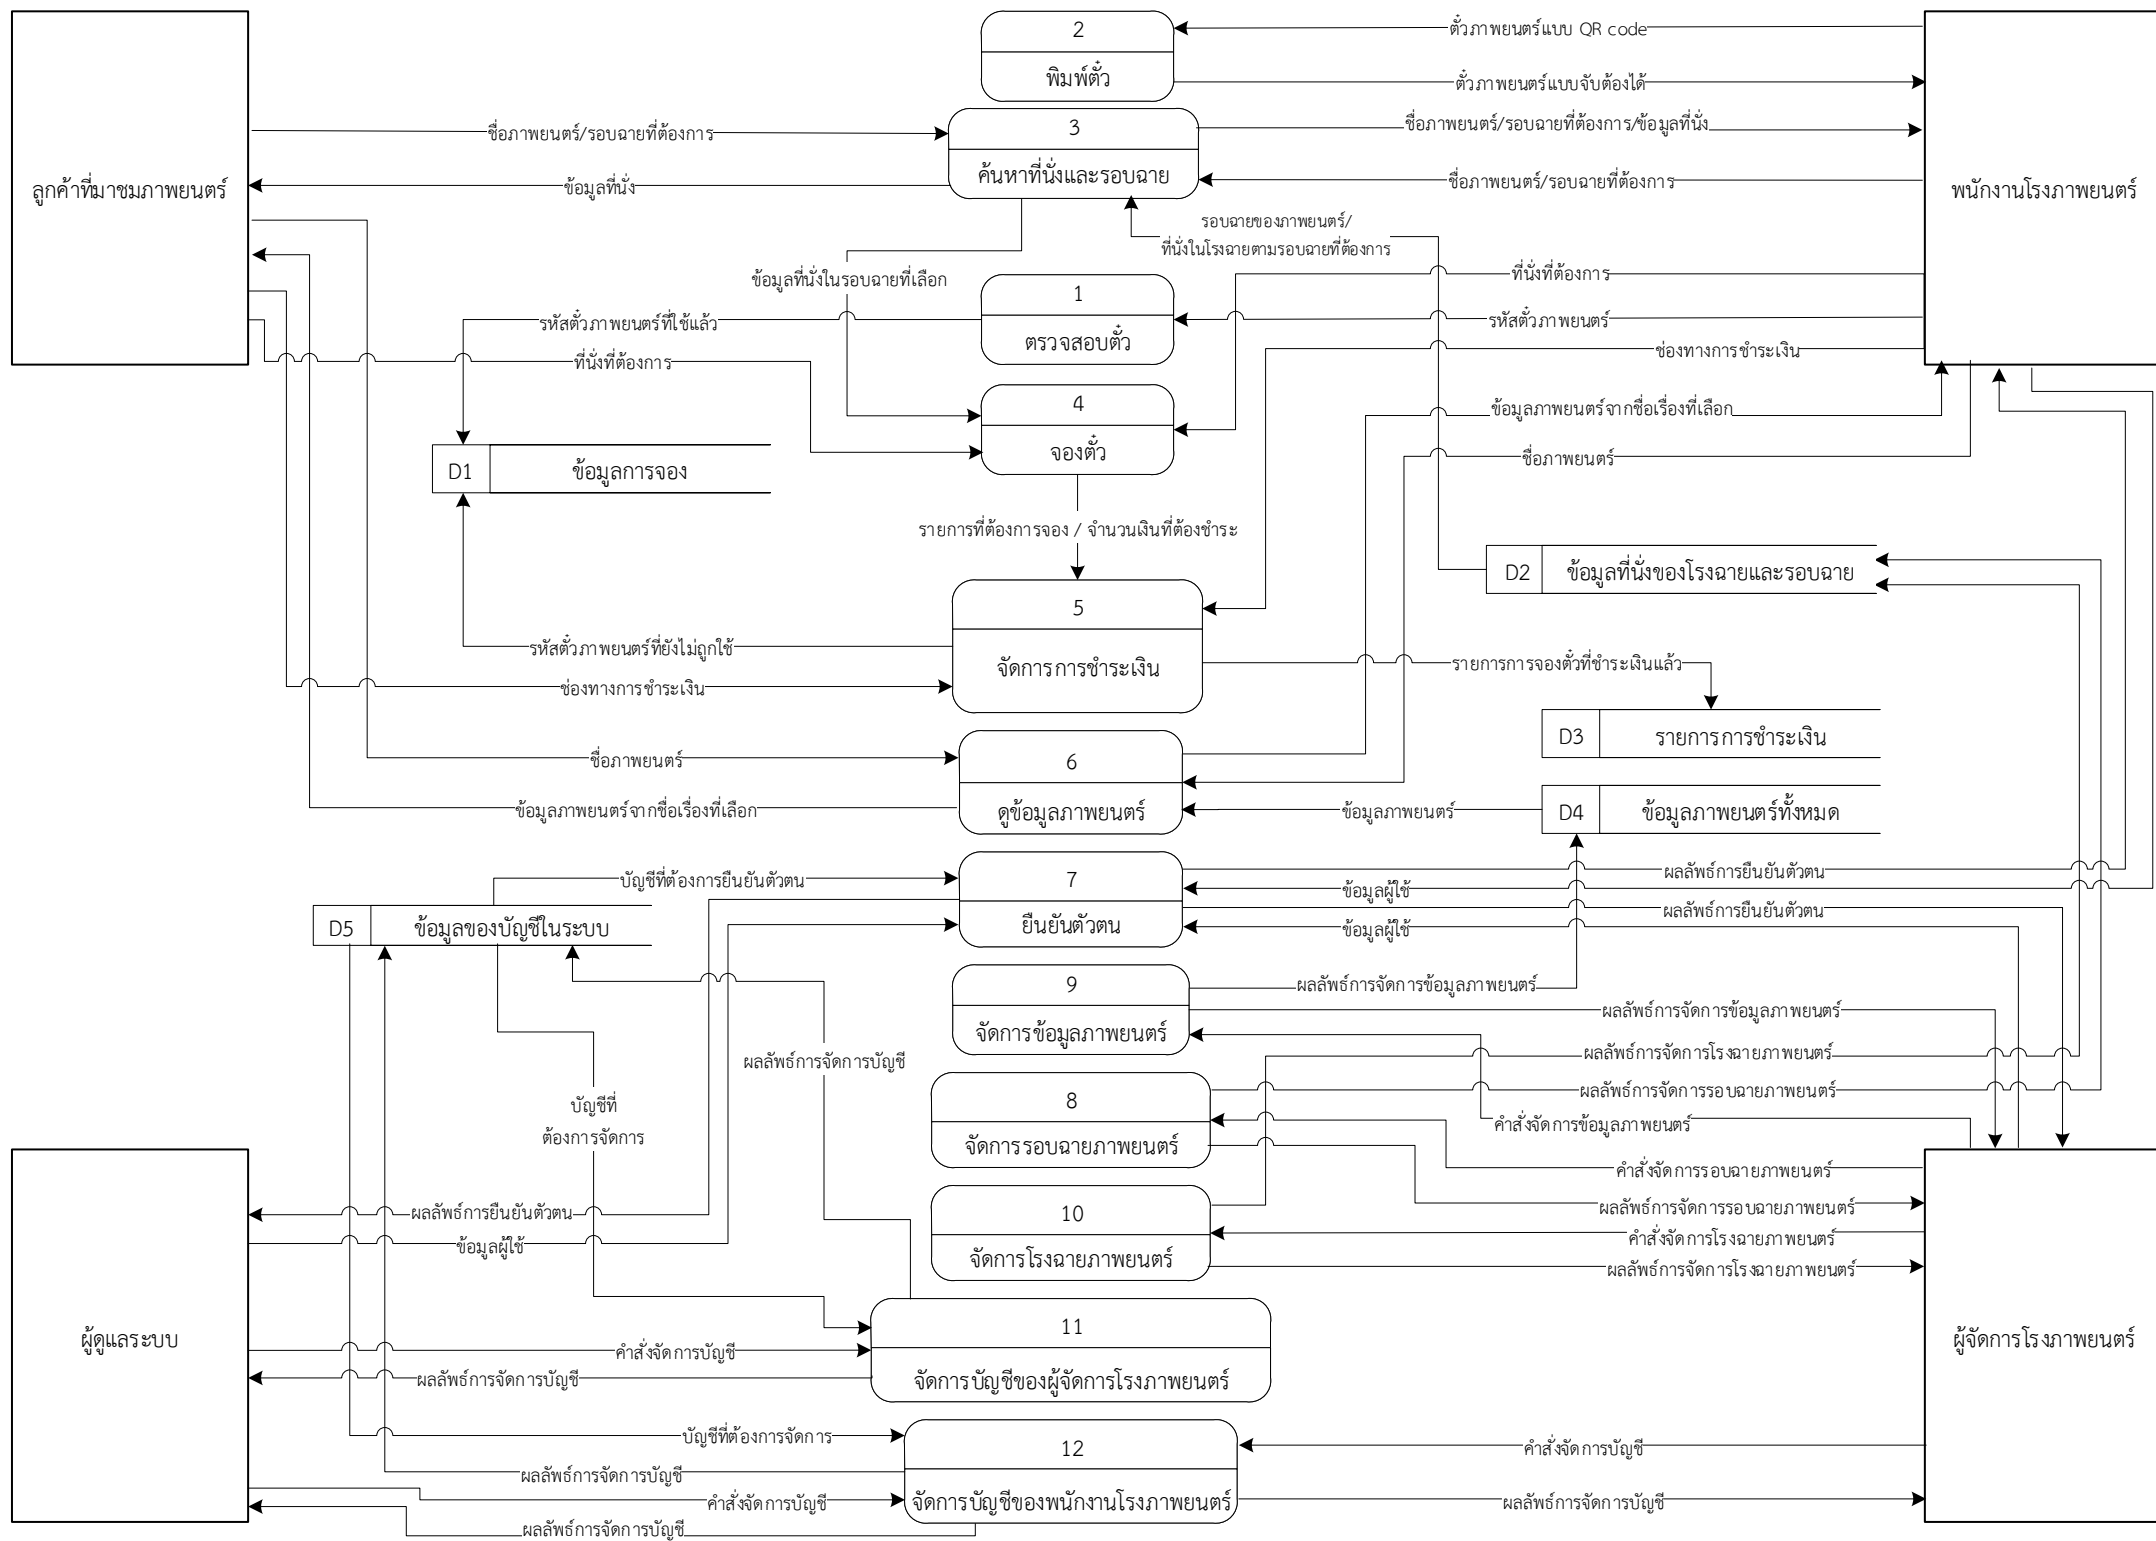 2
ตั๋วภาพยนตร์แบบ QR code
พิมพ์ตั๋ว
ตั๋วภาพยนตร์แบบจับต้องได้
3
ชื่อภาพยนตร์/รอบฉายที่ต้องการ
ชื่อภาพยนตร์/รอบฉายที่ต้องการ/ข้อมูลที่นั่ง
ค้นหาที่นั่งและรอบฉาย
ลูกค้าที่มาชมภาพยนตร์
ข้อมูลที่นั่ง
ชื่อภาพยนตร์/รอบฉายที่ต้องการ
พนักงานโรงภาพยนตร์
รอบฉายของภาพยนตร์/
ที่นั่งในโรงฉายตามรอบฉายที่ต้องการ
ข้อมูลที่นั่งในรอบฉายที่เลือก
ที่นั่งที่ต้องการ
1
รหัสตั๋วภาพยนตร์ที่ใช้แล้ว
รหัสตั๋วภาพยนตร์
ตรวจสอบตั๋ว
ช่องทางการชำระเงิน
ที่นั่งที่ต้องการ
4
ข้อมูลภาพยนตร์จากชื่อเรื่องที่เลือก
จองตั๋ว
ชื่อภาพยนตร์
D1
ข้อมูลการจอง
รายการที่ต้องการจอง / จำนวนเงินที่ต้องชำระ
D2
ข้อมูลที่นั่งของโรงฉายและรอบฉาย
5
รหัสตั๋วภาพยนตร์ที่ยังไม่ถูกใช้
จัดการการชำระเงิน
รายการการจองตั๋วที่ชำระเงินแล้ว
ช่องทางการชำระเงิน
D3
รายการการชำระเงิน
6
ชื่อภาพยนตร์
ข้อมูลภาพยนตร์จากชื่อเรื่องที่เลือก
ดูข้อมูลภาพยนตร์
ข้อมูลภาพยนตร์
D4
ข้อมูลภาพยนตร์ทั้งหมด
7
บัญชีที่ต้องการยืนยันตัวตน
ผลลัพธ์การยืนยันตัวตน
ข้อมูลผู้ใช้
ผลลัพธ์การยืนยันตัวตน
D5
ข้อมูลของบัญชีในระบบ
ยืนยันตัวตน
ข้อมูลผู้ใช้
9
ผลลัพธ์การจัดการข้อมูลภาพยนตร์
ผลลัพธ์การจัดการข้อมูลภาพยนตร์
จัดการข้อมูลภาพยนตร์
ผลลัพธ์การจัดการบัญชี
ผลลัพธ์การจัดการโรงฉายภาพยนตร์
ผลลัพธ์การจัดการรอบฉายภาพยนตร์
8
บัญชีที่
ต้องการจัดการ
คำสั่งจัดการข้อมูลภาพยนตร์
จัดการรอบฉายภาพยนตร์
คำสั่งจัดการรอบฉายภาพยนตร์
ผลลัพธ์การยืนยันตัวตน
10
ผลลัพธ์การจัดการรอบฉายภาพยนตร์
ข้อมูลผู้ใช้
คำสั่งจัดการโรงฉายภาพยนตร์
จัดการโรงฉายภาพยนตร์
ผลลัพธ์การจัดการโรงฉายภาพยนตร์
11
ผู้ดูแลระบบ
ผู้จัดการโรงภาพยนตร์
คำสั่งจัดการบัญชี
ผลลัพธ์การจัดการบัญชี
จัดการบัญชีของผู้จัดการโรงภาพยนตร์
บัญชีที่ต้องการจัดการ
12
คำสั่งจัดการบัญชี
ผลลัพธ์การจัดการบัญชี
คำสั่งจัดการบัญชี
จัดการบัญชีของพนักงานโรงภาพยนตร์
ผลลัพธ์การจัดการบัญชี
ผลลัพธ์การจัดการบัญชี